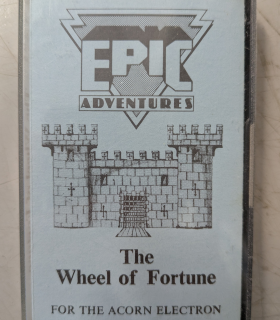 EPIC
ADVENTURES
The
Wheel of Fortune
FOR THE ACORN ELECTRON